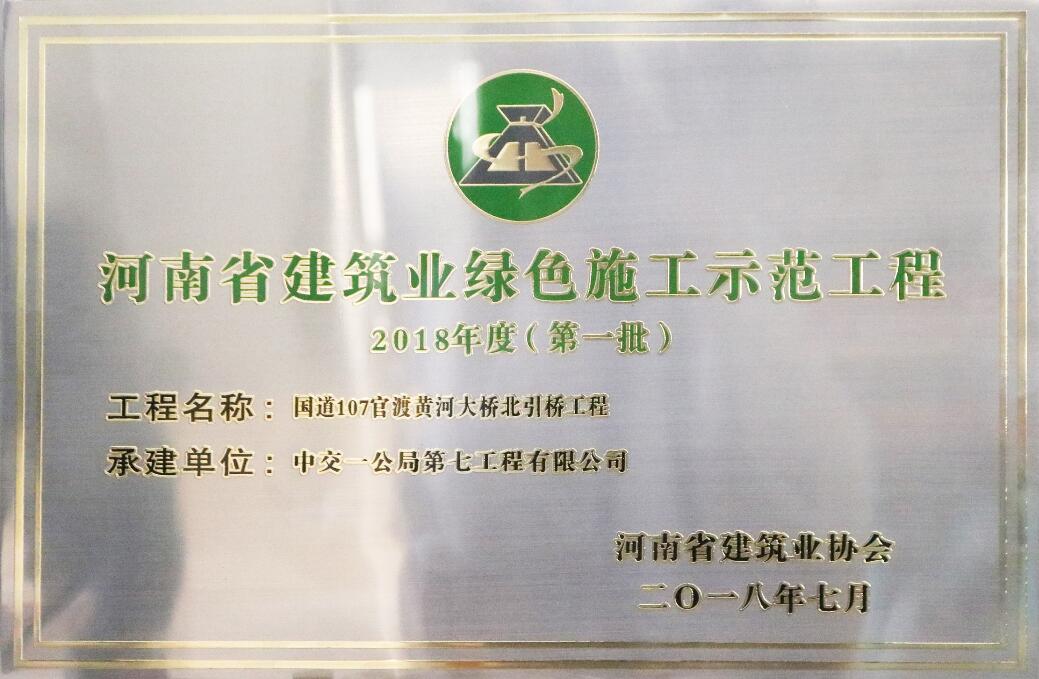 河南省建筑业绿色施工示范工程
2018年度(第一批)
工程名称:国道107官渡黄河大桥北引桥工程
承建单位:中交一公局第七工程有限公司
河南省建筑业协会
二〇一八年七月